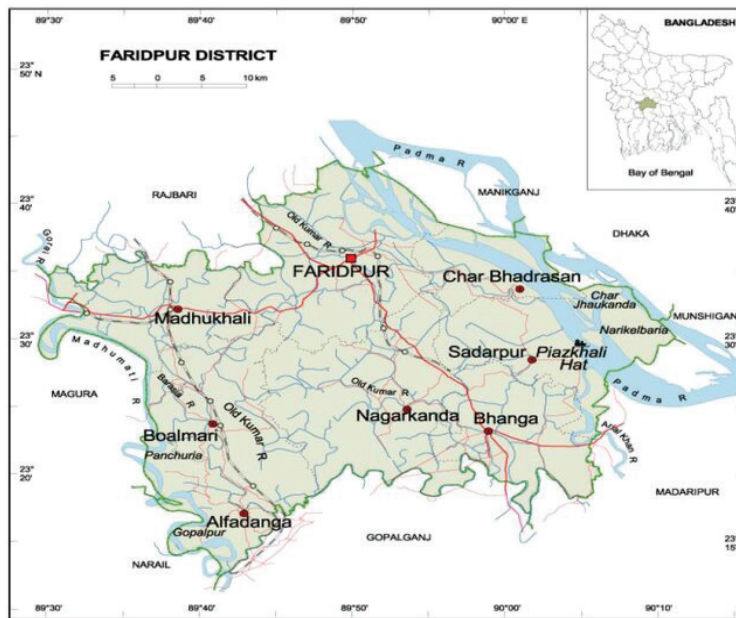 89°30'
89°40'
89°50'
90°00' E
BANGLADESH
FARIDPUR DISTRICT
5 0 6 10 km
23°
50' N
Padma R
Bay of Bengal
RAJBARI
MANIKGANJ
23°
40'
Old Kumar R
DHAKA
Gorai R
FARIDPUR
Char Bhadrasan
Char
Jhaukanda
Madhukhali
MUNSHIGAN
Narikelbaria
23°
30'
Madhumati R
Sadarpur
Piazkhali
Hat
Padma R
MAGURA
Barasia R
Old Kumar R
Old Kumar R
Nagarkanda
Bhanga
Boalmari
Arial Khan R
Panchuria
23°
20'
MADARIPUR
Alfadanga
Gopalpur
GOPALGANJ
NARAIL
89°30'
89°40'
89°50'
90°00'
90°10'